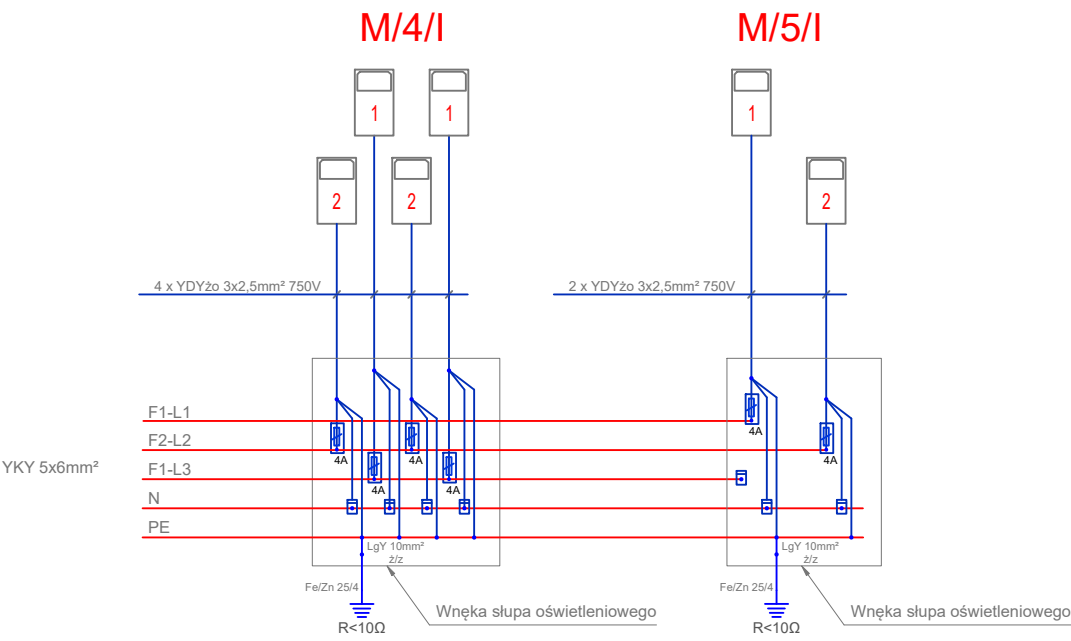 M/4/I
M/5/I
1
1
1
2
2
2
4 x YDYżo 3x2,5mm² 750V
2 x YDYżo 3x2,5mm² 750V
F1-L1
4A
F2-L2
4A
4A
4A
YKY 5x6mm²
F1-L3
4A
4A
N
PE
LgY 10mm²
ż/z
LgY 10mm²
ż/z
Fe/Zn 25/4
Fe/Zn 25/4
Wnęka słupa oświetleniowego
Wnęka słupa oświetleniowego
R<10Ω
R<10Ω